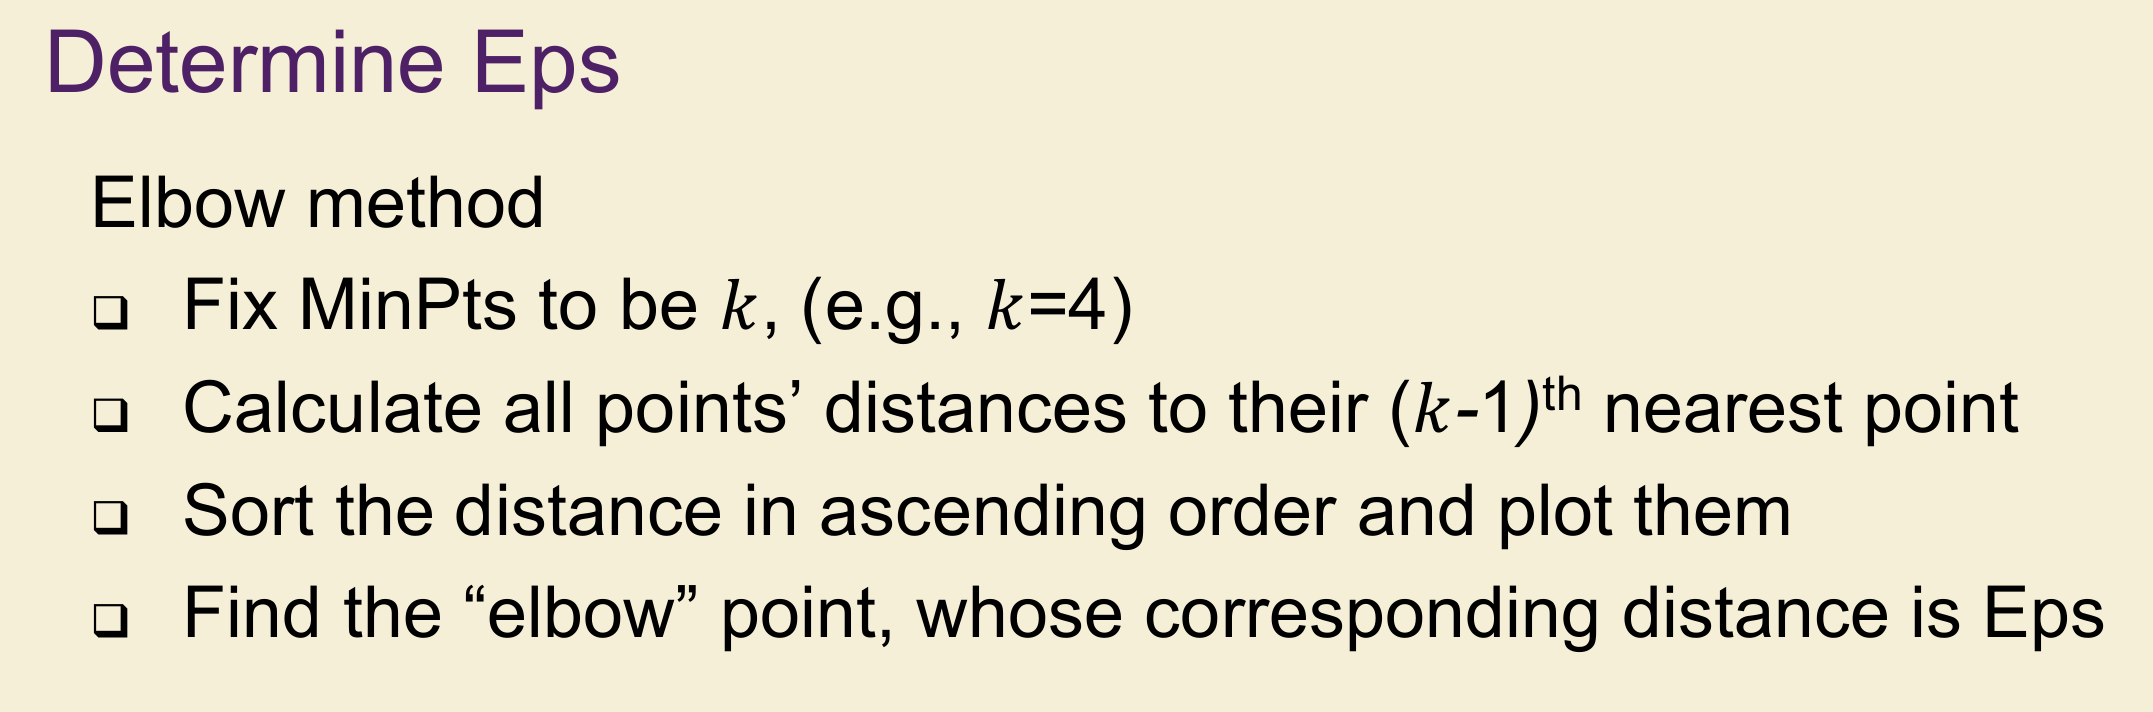 Determine Eps
Elbow method
❑ Fix MinPts to be 𝑘, (e.g., 𝑘=4)
❑ Calculate all points’ distances to their (𝑘-1)th nearest point
❑ Sort the distance in ascending order and plot them
❑ Find the “elbow” point, whose corresponding distance is Eps